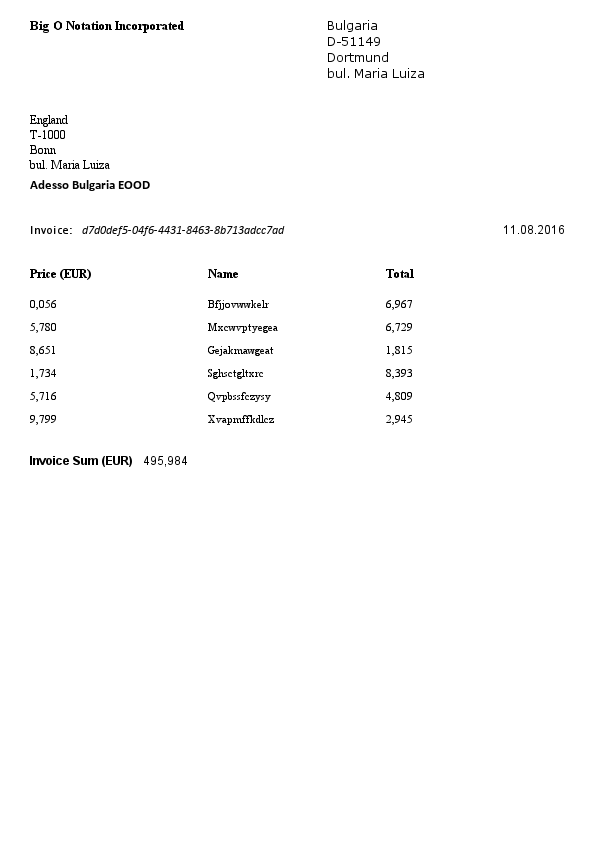 Big O Notation Incorporated
Bulgaria
D-51149
Dortmund
bul. Maria Luiza
England
T-1000
Bonn
bul. Maria Luiza
Adesso Bulgaria EOOD
Invoice: d7d0def5-04f6-4431-8463-8b713adcc7ad 11.08.2016
Price (EUR) Name Total
0,056 Bfjjovwwkelr 6,967
5,780 Mxcwvptyegea 6,729
8,651 Gejakmawgeat 1,815
1,734 Sghsctgltxrc 8,393
5,716 Qvpbssfczysy 4,809
9,799 Xvapmffkdlcz 2,945
Invoice Sum (EUR) 495,984